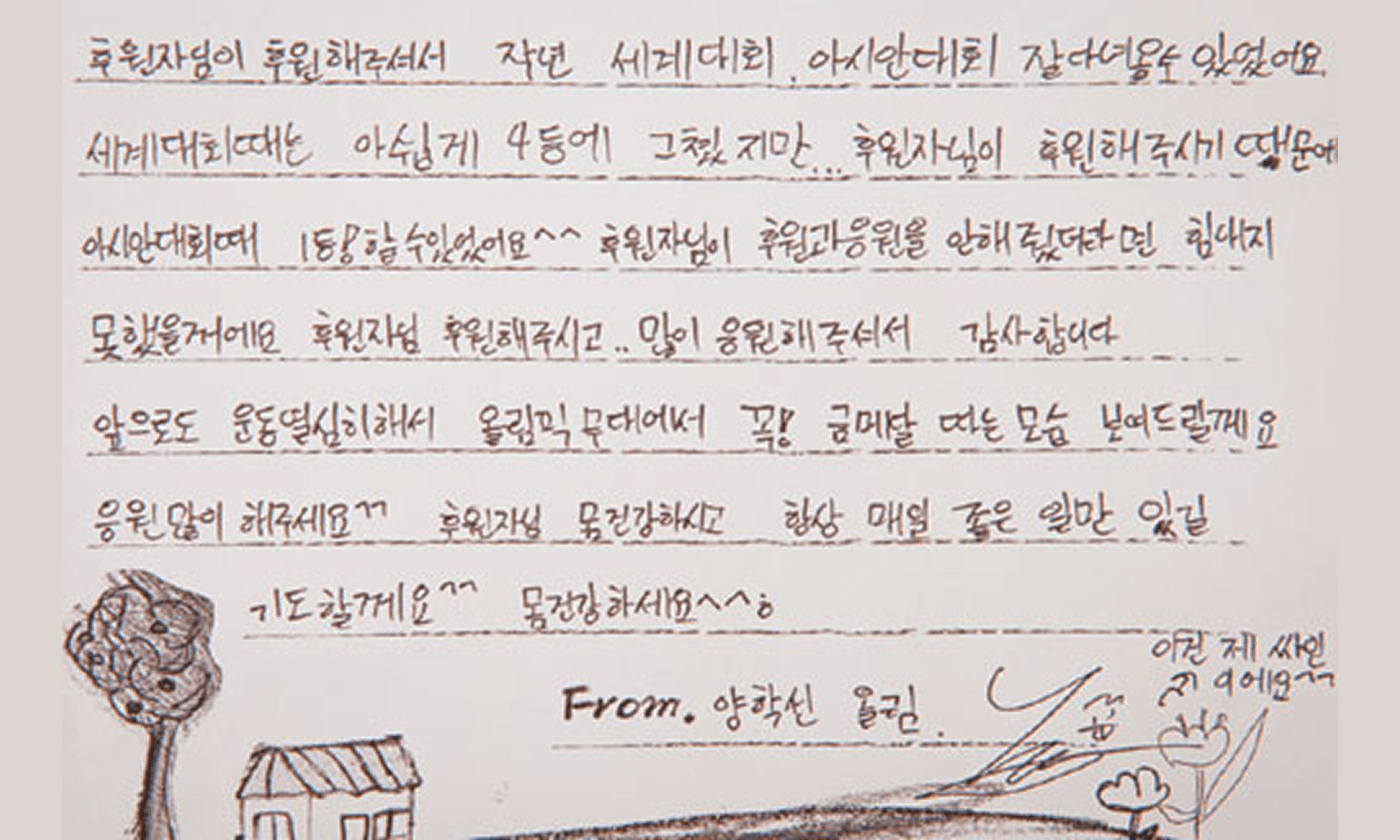 후원자님이 후원해주셔서 작년 세계대회, 아시안대회 잘다녀올수 있었어요.
세계대회때는 아쉽게 4등에 그쳤지만... 후원자님이 후원해주시기 때문에
아시안대회때 1등!할수있었어요^^ 후원자님이 후원과응원을 안해줬더라면 힘내지
못했을거에요 후원자님 후원해주시고.. 많이 응원해주셔서 감사합니다
앞으로도 운동열심히해서 올림픽무대에서 꼭! 금메달 따는모습 보여드릴께요
응원많이 해주세요^^ 후원자님 몸건강하시고 항상 매일 좋은 일만 있길
기도할께요^^ 몸건강하세요^^ㅎ
이건 제 싸인
이에요^^
From. 양학선 올림.